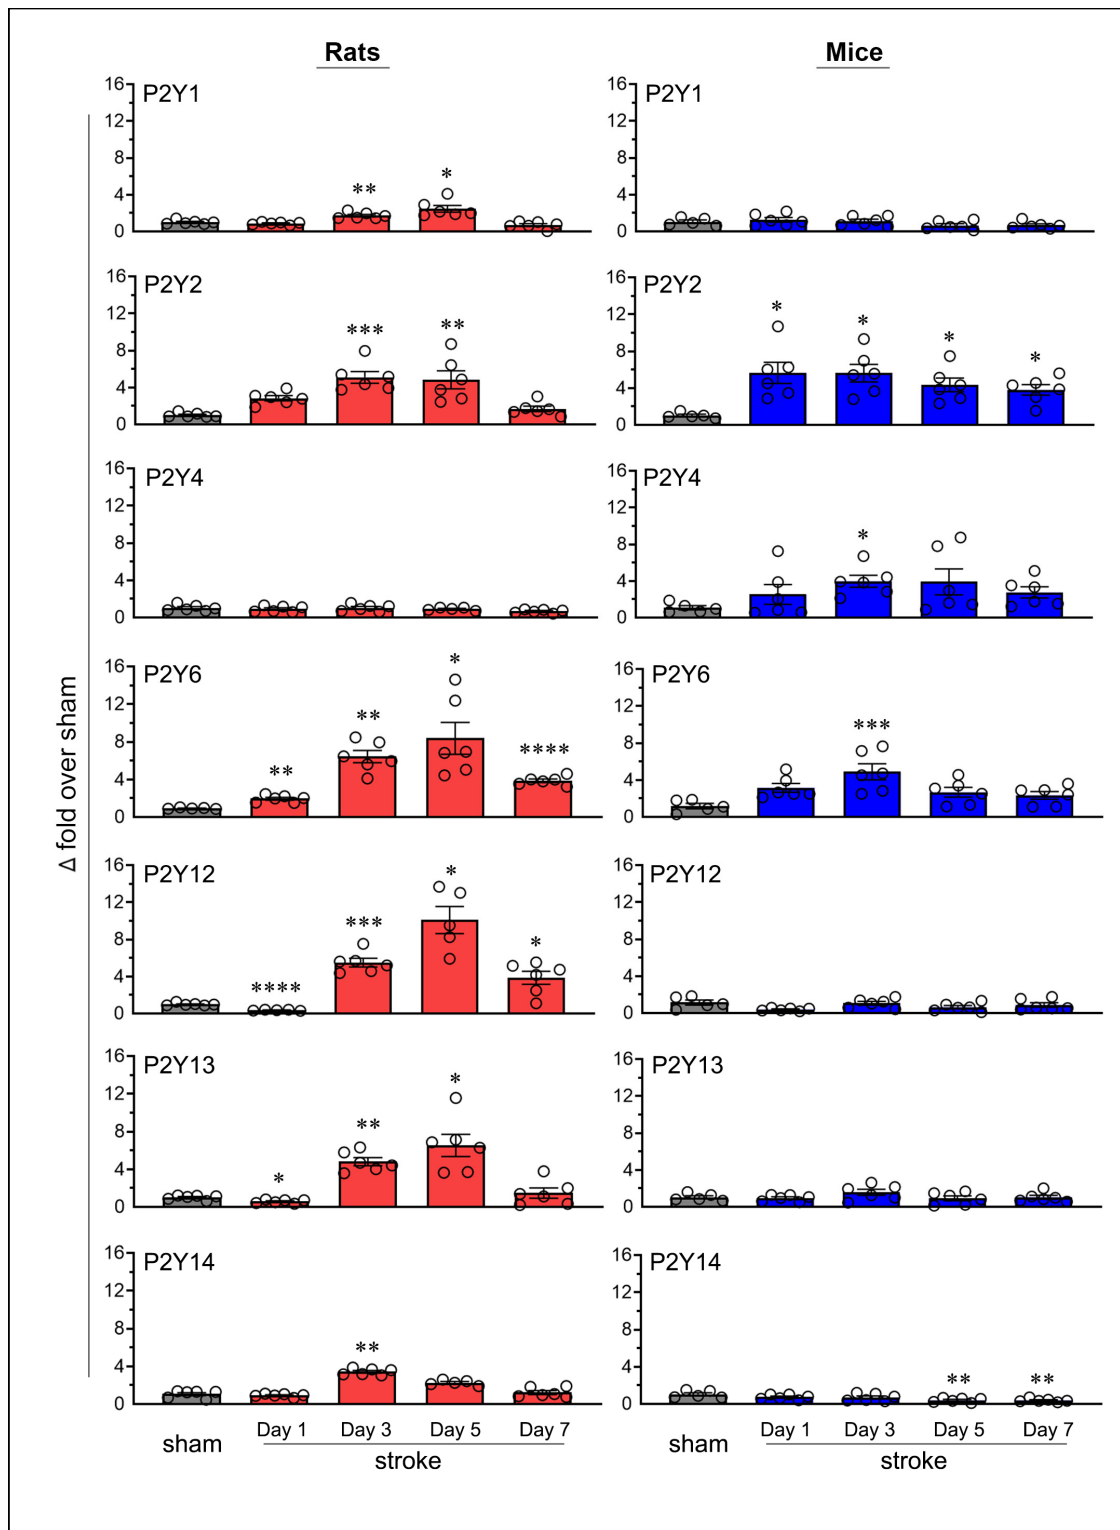 Rats Mice
P2Y1 P2Y1
16 16
12 12
8 8
4 4
0 0
** *
P2Y2 P2Y2
16 16
12 12
8 8
4 4
0 0
*** ** * * * *
P2Y4 P2Y4
16 16
12 12
8 8
4 4
0 0
*
P2Y6 P2Y6
16 16
12 12
8 8
4 4
0 0
** ** * **** ***
P2Y12 P2Y12
16 16
12 12
8 8
4 4
0 0
**** *** * *
P2Y13 P2Y13
16 16
12 12
8 8
4 4
0 0
* ** *
P2Y14 P2Y14
16 16
12 12
8 8
4 4
0 0
** ** **
Δ fold over sham
sham Day 1 Day 3 Day 5 Day 7 sham Day 1 Day 3 Day 5 Day 7
stroke stroke